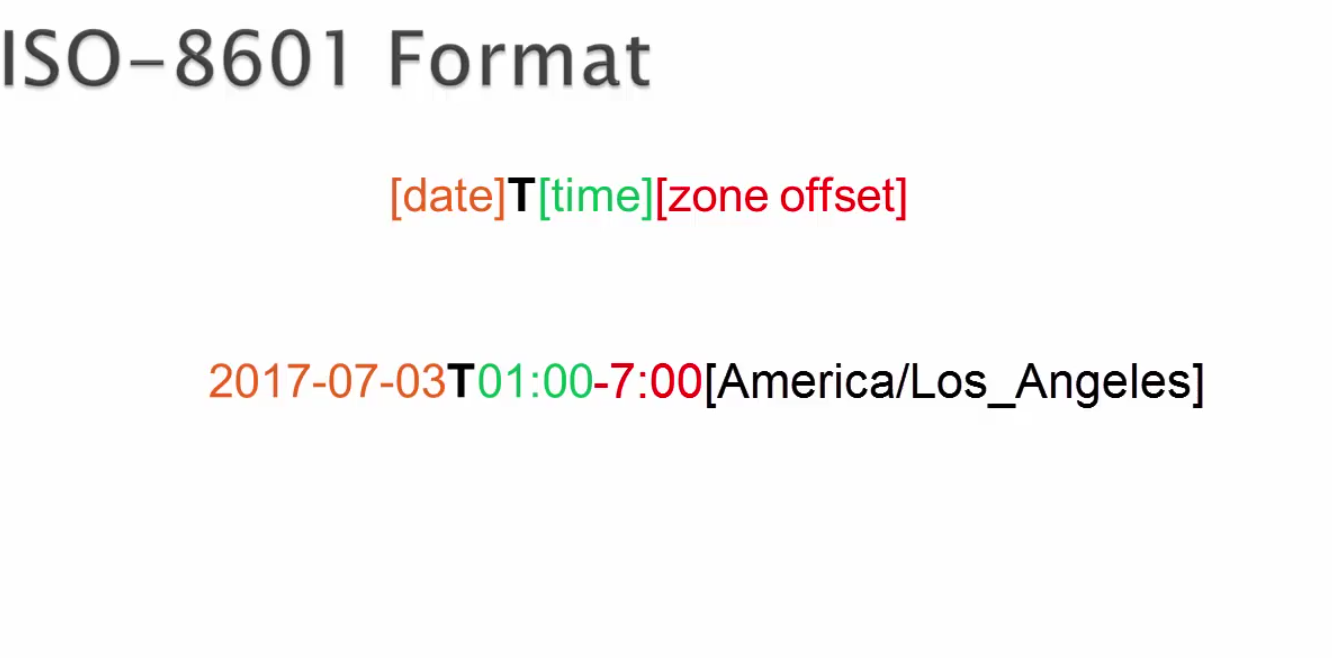 ISO-8601 Format
[date]T[time][zone offset]
2017-07-03T01:00-7:00[America/Los_Angeles]